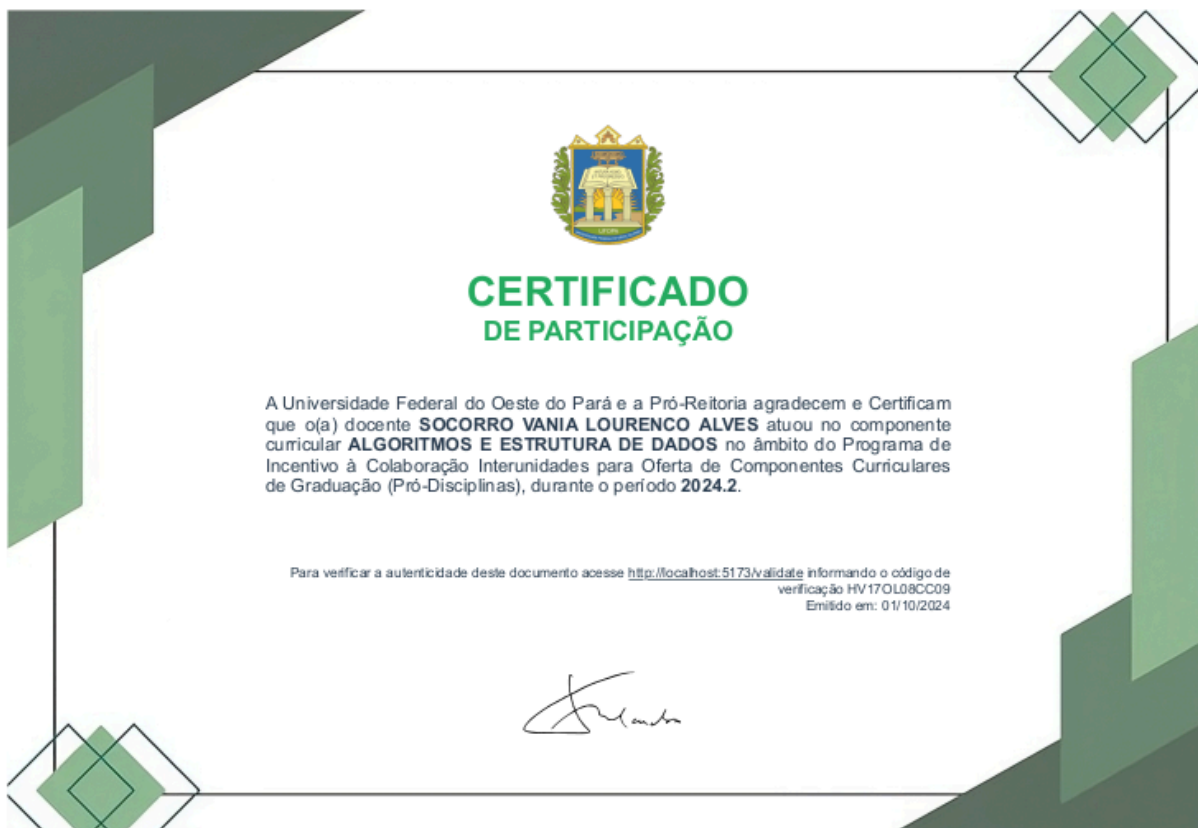 UFOPA
CERTIFICADO
DE PARTICIPAÇÃO
A Universidade Federal do Oeste do Pará e a Pró-Reitoria agradecem e Certificam
que o(a) docente SOCORRO VANIA LOURENCO ALVES atuou no componente
curricular ALGORITMOS E ESTRUTURA DE DADOS no âmbito do Programa de
Incentivo à Colaboração Interunidades para Oferta de Componentes Curriculares
de Graduação (Pró-Disciplinas), durante o período 2024.2.
Para verificar a autenticidade deste documento acesse http://localhost:5173/validate informando o código de
verificação HV17OL08CC09
Emitido em: 01/10/2024